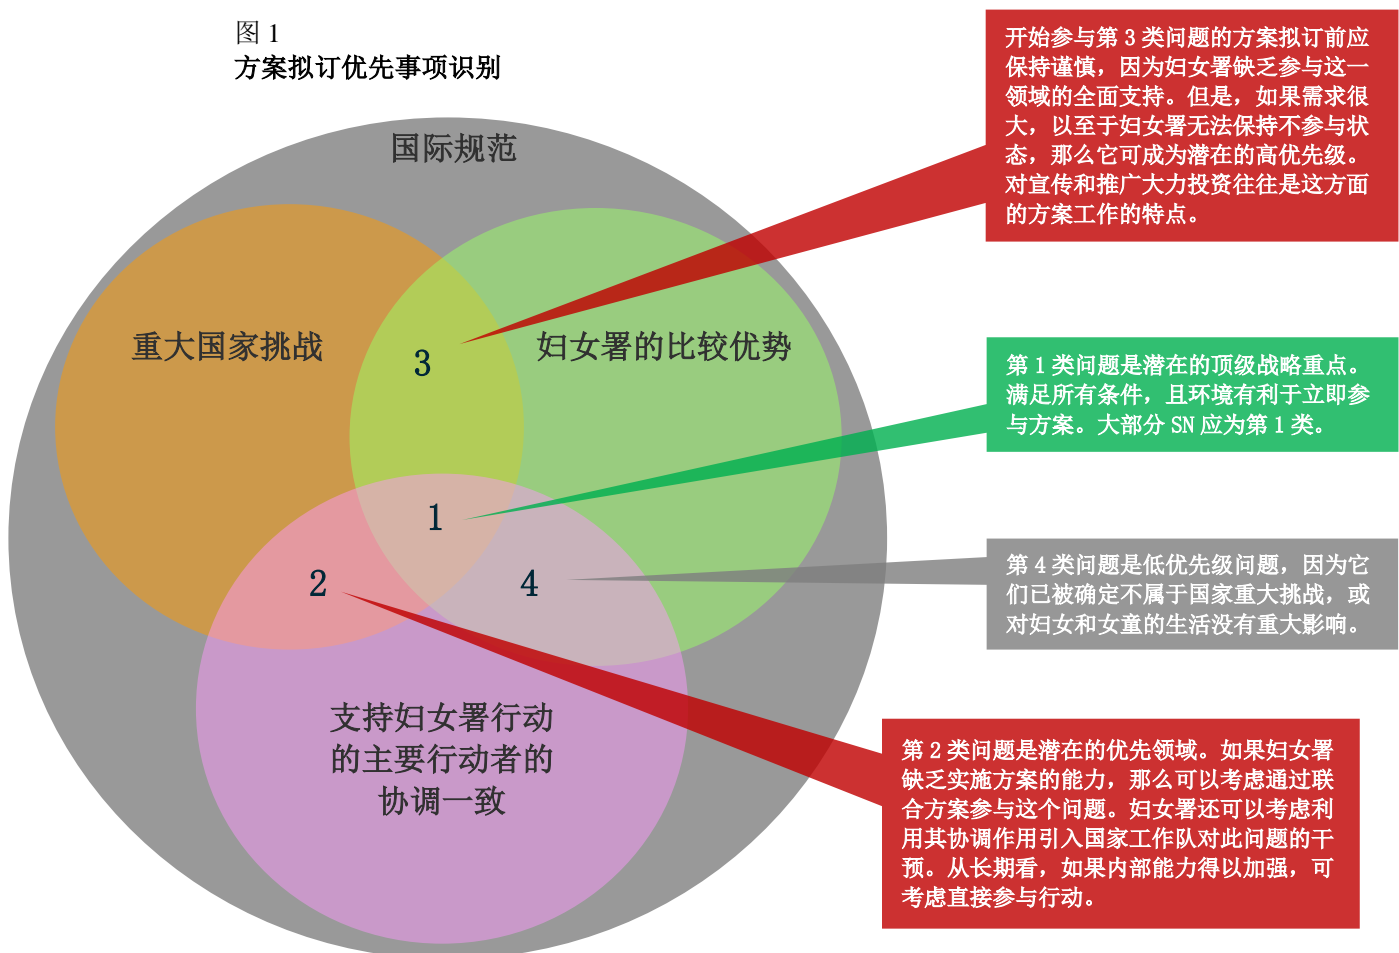 图 1
方案拟订优先事项识别
国际规范
重大国家挑战
妇女署的比较优势
3
1
2
4
支持妇女署行动
的主要行动者的
协调一致
开始参与第 3 类问题的方案拟订前应
保持谨慎，因为妇女署缺乏参与这一
领域的全面支持。但是，如果需求很
大，以至于妇女署无法保持不参与状
态，那么它可成为潜在的高优先级。
对宣传和推广大力投资往往是这方面
的方案工作的特点。
第 1 类问题是潜在的顶级战略重点。
满足所有条件，且环境有利于立即参
与方案。大部分 SN 应为第 1 类。
第 4 类问题是低优先级问题，因为它
们已被确定不属于国家重大挑战，或
对妇女和女童的生活没有重大影响。
第 2 类问题是潜在的优先领域。如果妇女署
缺乏实施方案的能力，那么可以考虑通过联
合方案参与这个问题。妇女署还可以考虑利
用其协调作用引入国家工作队对此问题的干
预。从长期看，如果内部能力得以加强，可
考虑直接参与行动。